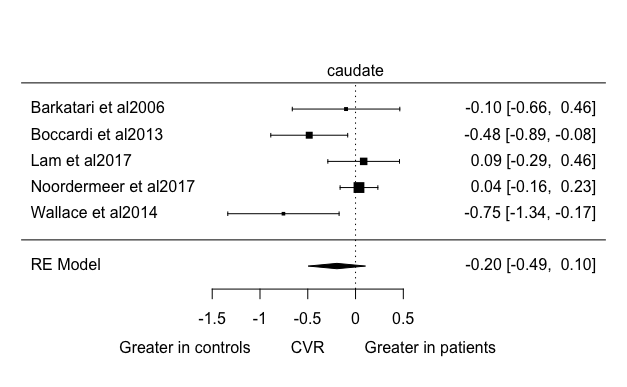 caudate
Barkatari et al2006 -0.10 [-0.66, 0.46]
Boccardi et al2013 -0.48 [-0.89, -0.08]
Lam et al2017 0.09 [-0.29, 0.46]
Noordermeer et al2017 0.04 [-0.16, 0.23]
Wallace et al2014 -0.75 [-1.34, -0.17]
RE Model -0.20 [-0.49, 0.10]
-1.5 -1 -0.5 0 0.5
Greater in controls CVR Greater in patients